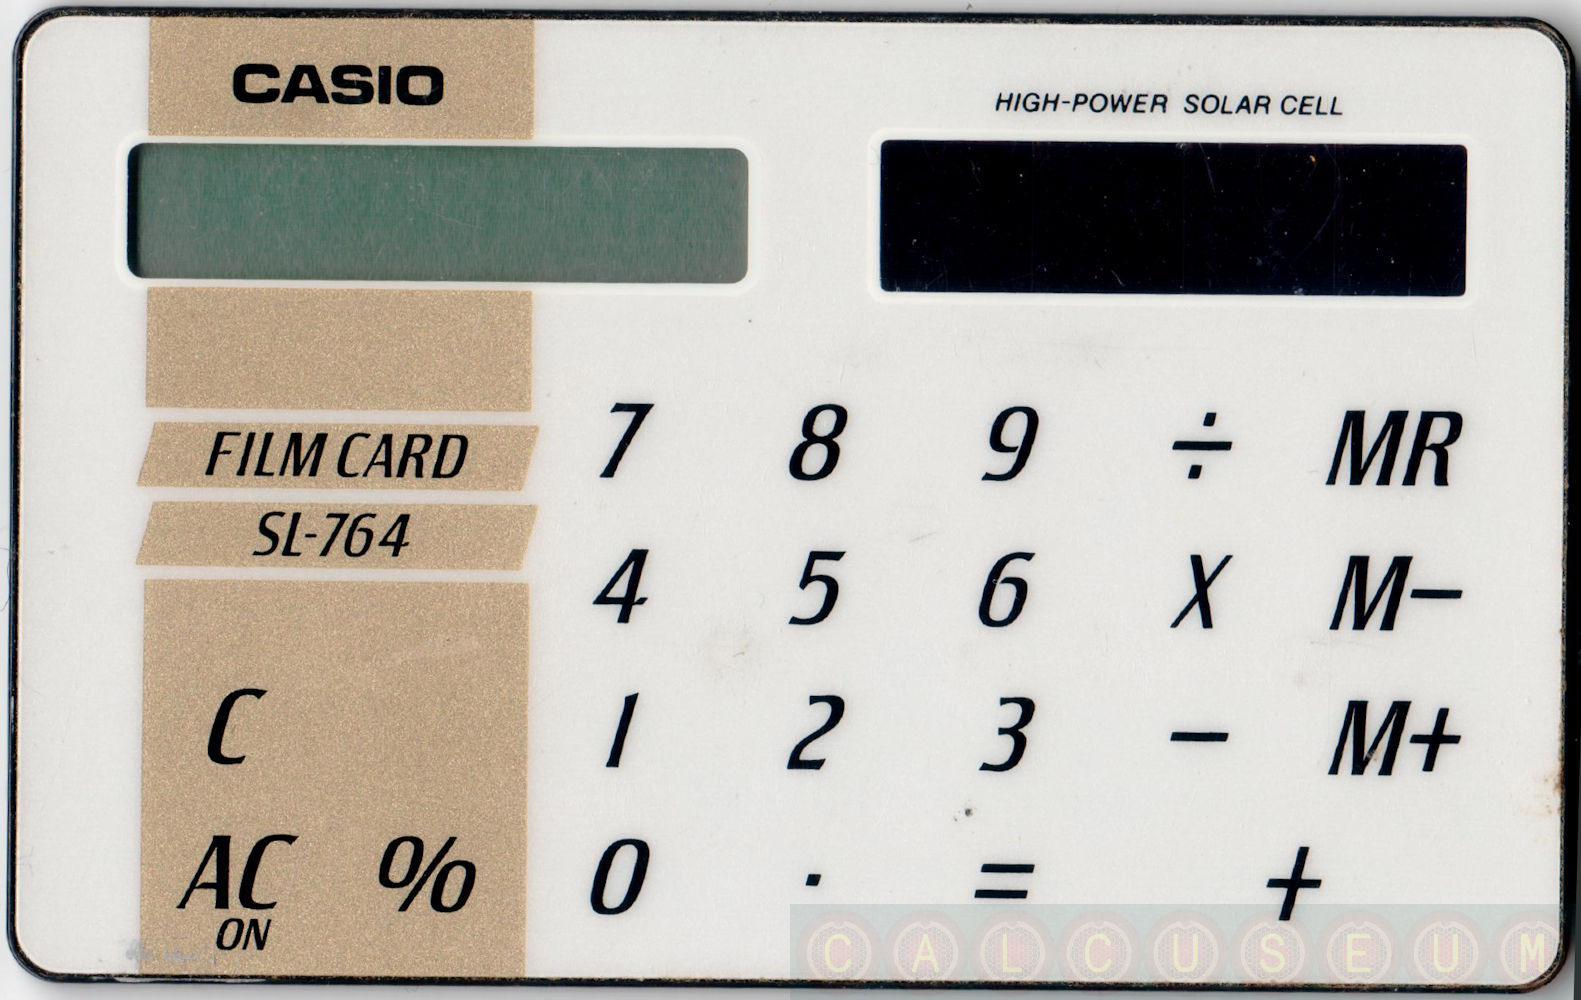 CASIO
HIGH-POWER SOLAR CELL
FILM CARD
SL-764
7 8 9 ÷ MR
4 5 6 X M−
C 1 2 3 − M+
AC % 0 . = +
ON
CALCUSEUM